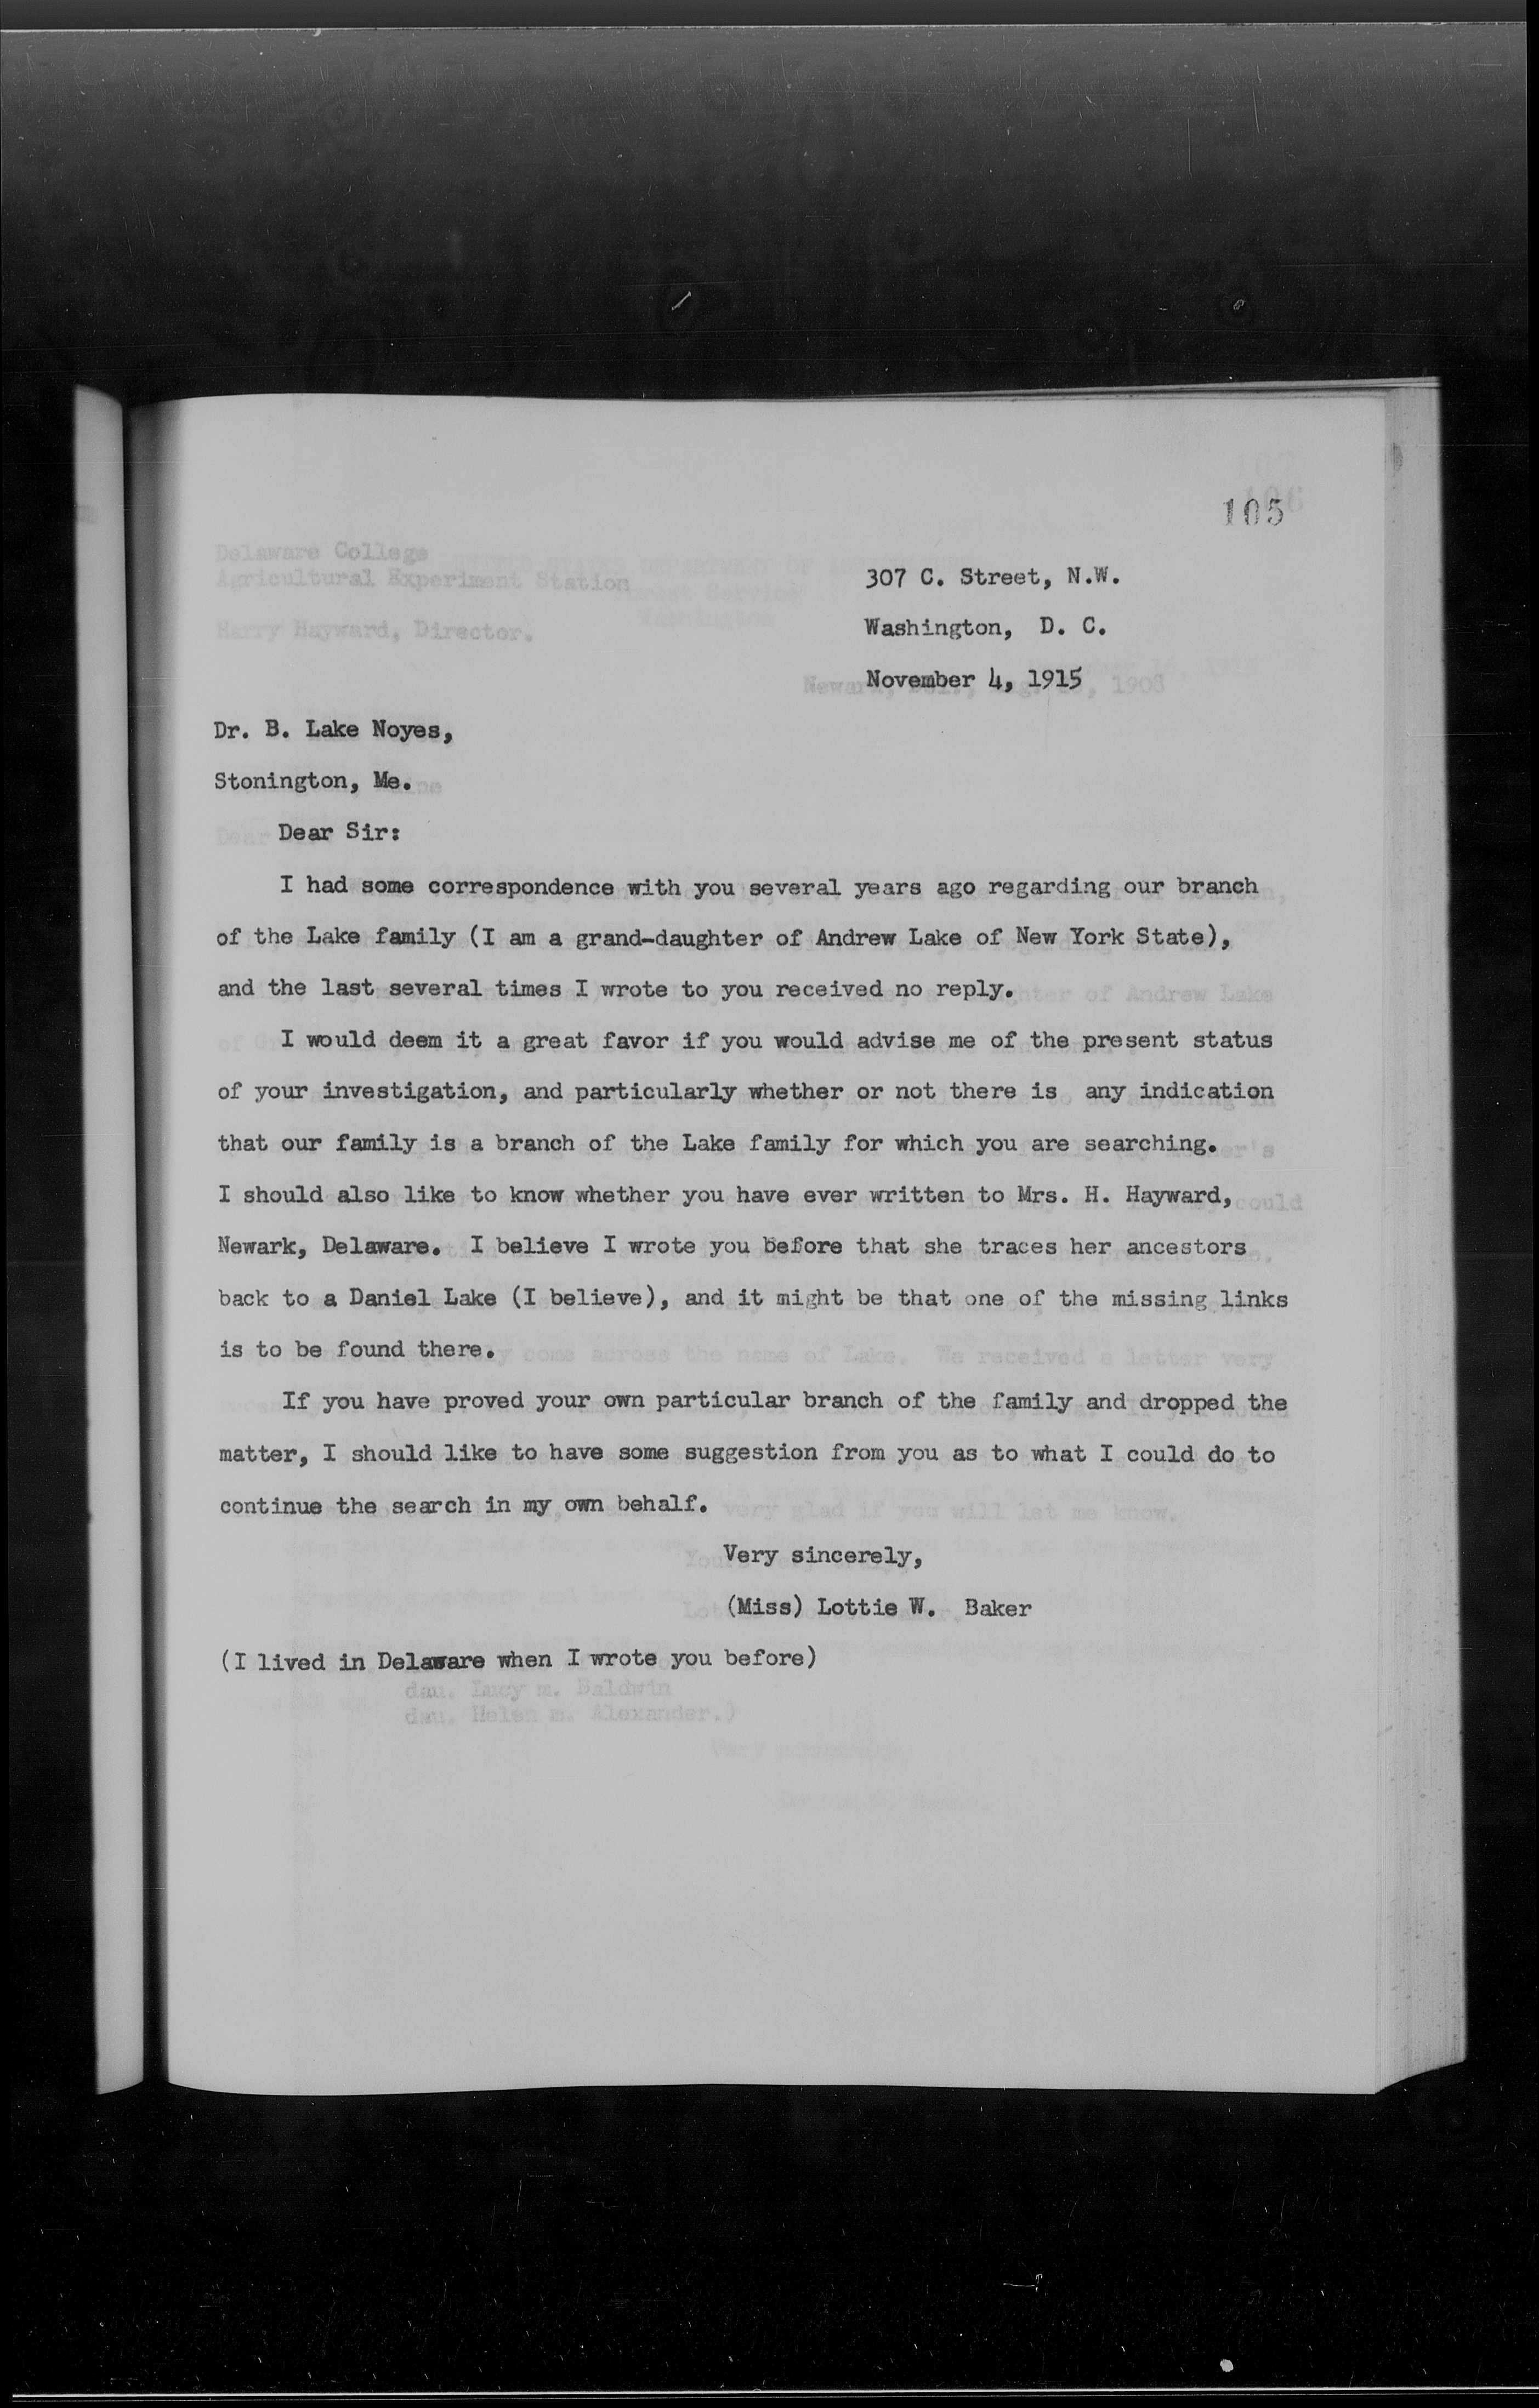 105
307 C. Street, N.W.
Washington, D. C.
November 4, 1915
Dr. B. Lake Noyes,
Stonington, Me.
Dear Sir:
I had some correspondence with you several years ago regarding our branch
of the Lake family (I am a grand-daughter of Andrew Lake of New York State),
and the last several times I wrote to you received no reply.
I would deem it a great favor if you would advise me of the present status
of your investigation, and particularly whether or not there is any indication
that our family is a branch of the Lake family for which you are searching.
I should also like to know whether you have ever written to Mrs. H. Hayward,
Newark, Delaware. I believe I wrote you before that she traces her ancestors
back to a Daniel Lake (I believe), and it might be that one of the missing links
is to be found there.
If you have proved your own particular branch of the family and dropped the
matter, I should like to have some suggestion from you as to what I could do to
continue the search in my own behalf.
Very sincerely,
(Miss) Lottie W. Baker
(I lived in Delaware when I wrote you before)